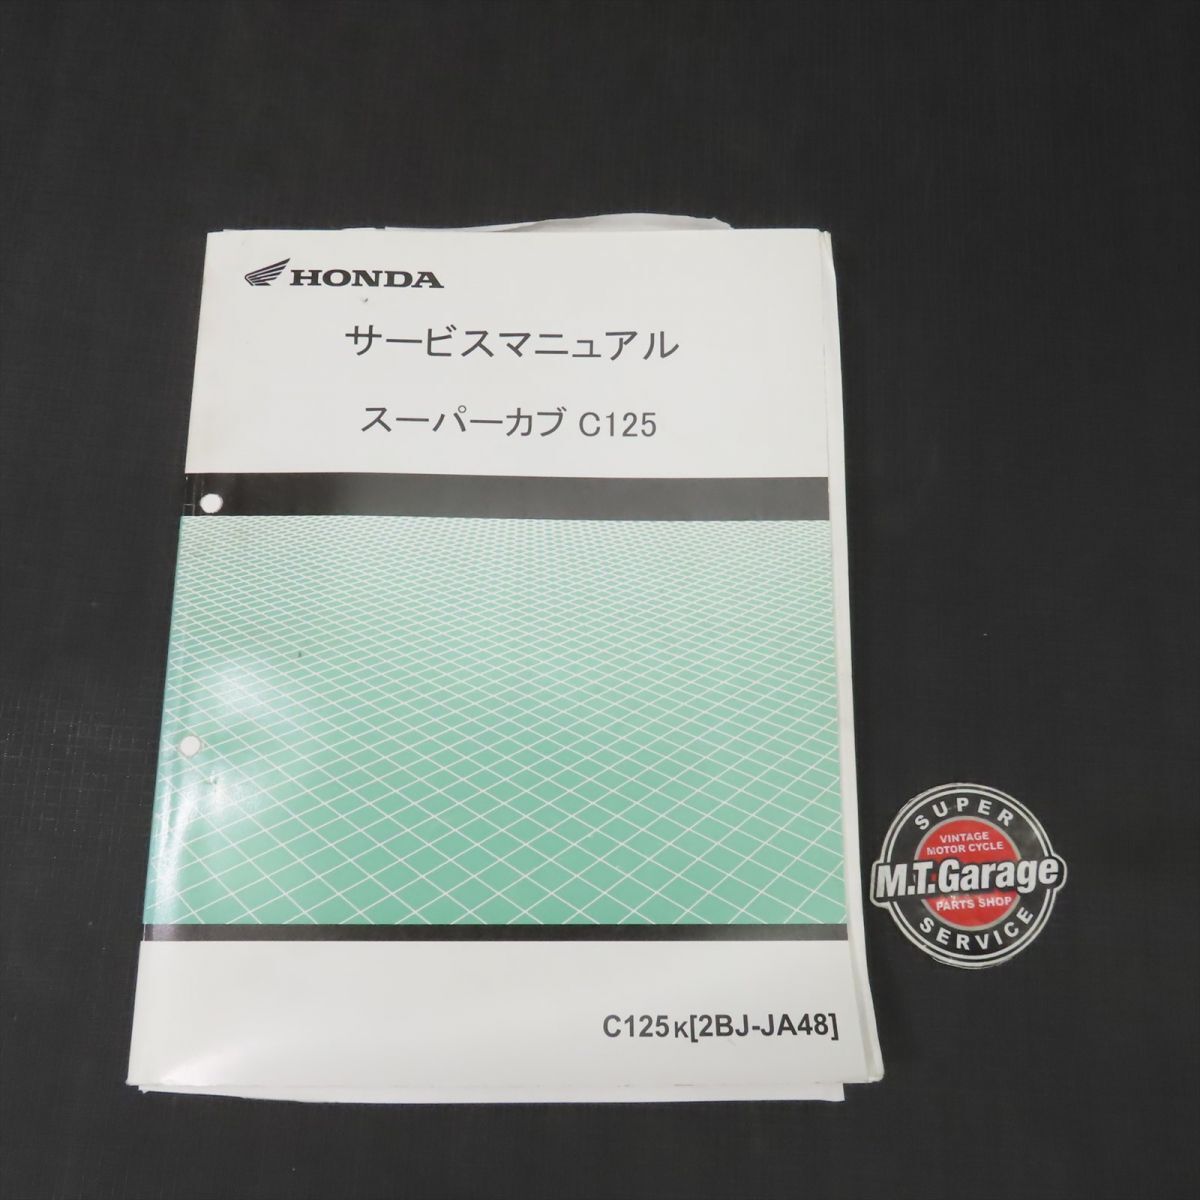 HONDA
サービスマニュアル
スーパーカブ C125
C125K[2BJ-JA48]
SUPER
VINTAGE
MOTOR CYCLE
M.T.Garage
PARTS SHOP
SERVICE